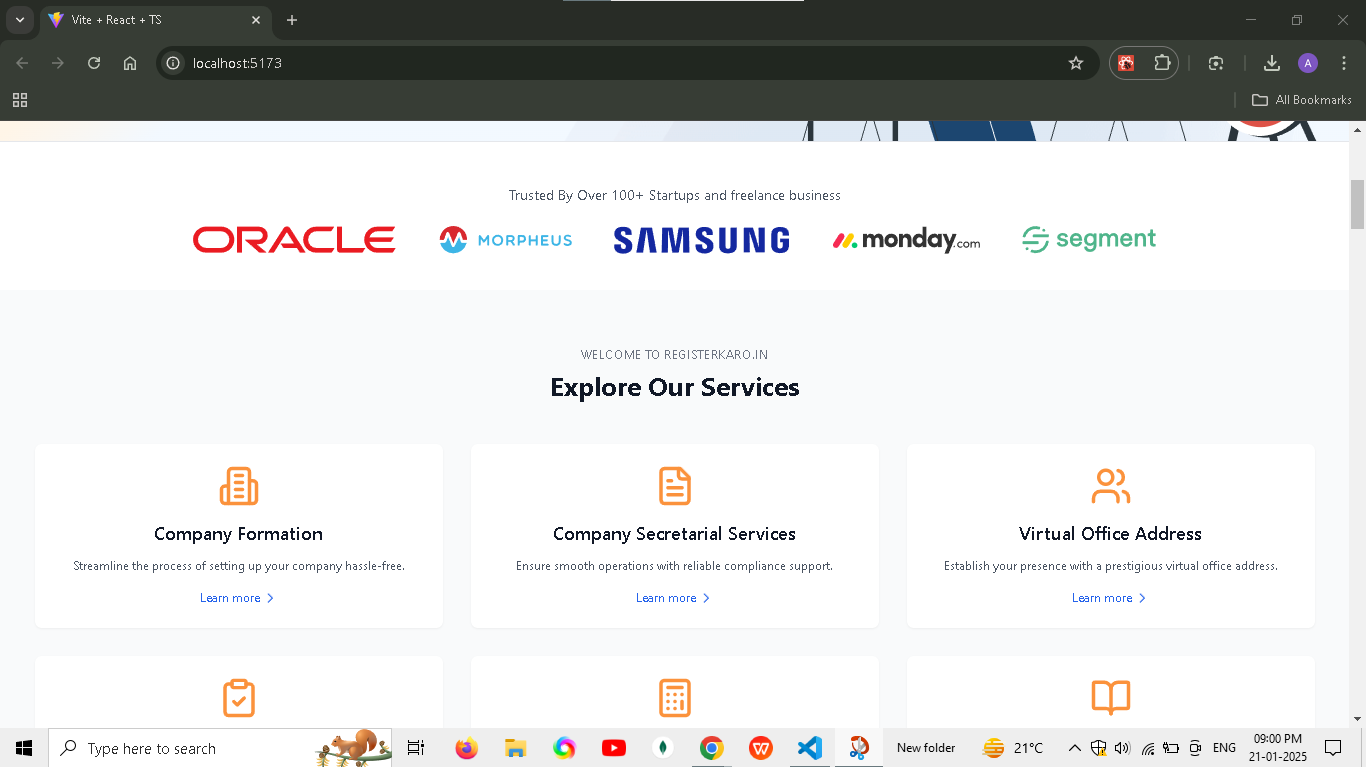 Vite + React + TS
localhost:5173
A
All Bookmarks
Trusted By Over 100+ Startups and freelance business
ORACLE
MORPHEUS
SAMSUNG
monday.com
segment
WELCOME TO REGISTERKARO.IN
Explore Our Services
Company Formation
Streamline the process of setting up your company hassle-free.
Learn more
Company Secretarial Services
Ensure smooth operations with reliable compliance support.
Learn more
Virtual Office Address
Establish your presence with a prestigious virtual office address.
Learn more
Type here to search
New folder
21°C
ENG
09:00 PM
21-01-2025